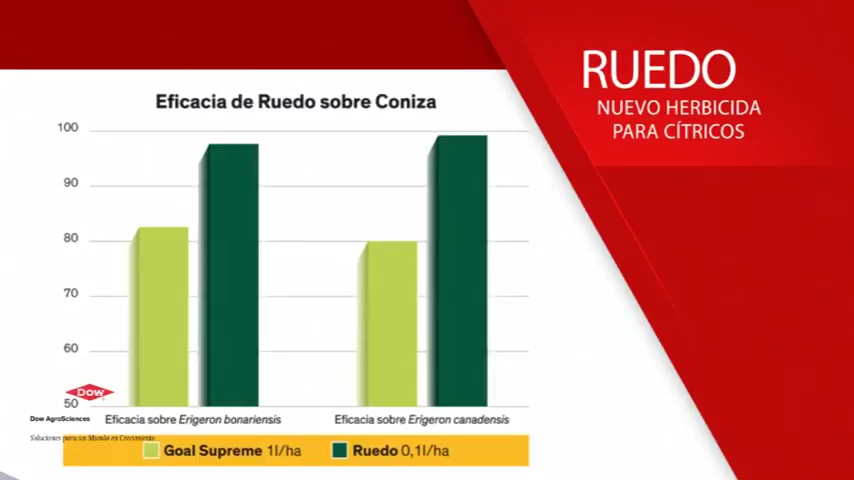 RUEDO
NUEVO HERBICIDA
PARA CÍTRICOS
Eficacia de Ruedo sobre Coniza
100
90
80
70
60
50
Dow
Dow AgroSciences
Soluciones para un Mundo en Crecimiento
Eficacia sobre Erigeron bonariensis
Eficacia sobre Erigeron canadensis
Goal Supreme 1l/ha
Ruedo 0,1l/ha